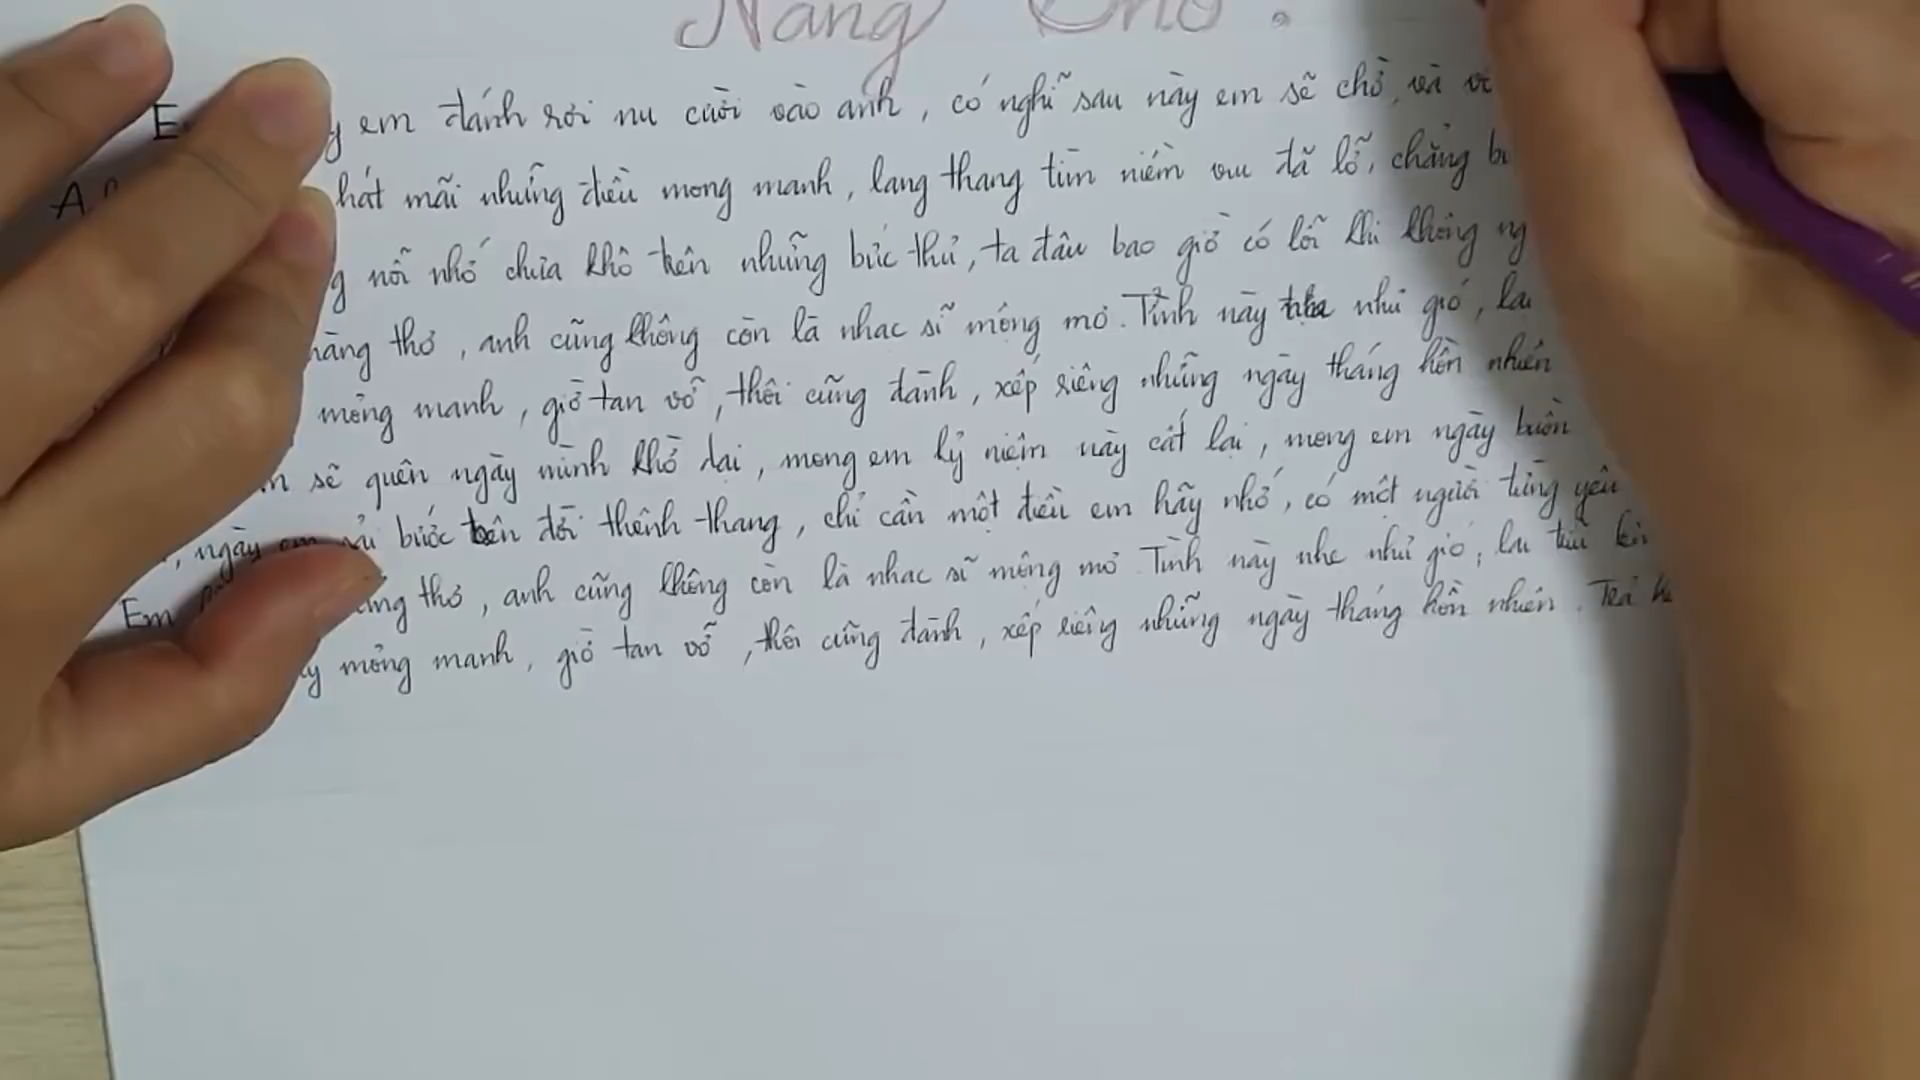 Nàng Thơ
em đánh rơi nụ cười vào anh, có nghĩ sau này em sẽ chờ, và
hát mãi những điều mong manh, lang thang tìm niềm vui đã lỡ, chẳng
nỗi nhớ chưa khô trên những bức thư, ta đâu bao giờ có lỗi khi không
thơ, anh cũng không còn là nhạc sĩ mộng mơ. Tình này như gió, lại
mỏng manh, giờ tan vỡ, thôi cũng đành, xếp riêng những ngày tháng hồn nhiên
sẽ quên ngày mình khờ dại, mong em kỷ niệm này cất lại, mong em ngày buồn
, ngày em bước bên đời thênh thang, chỉ cần một điều em hãy nhớ, có một người từng yêu
Em thơ, anh cũng không còn là nhạc sĩ mộng mơ Tình này nhẹ như gió, lại trĩu
mỏng manh, giờ tan vỡ, thôi cũng đành, xếp riêng những ngày tháng hồn nhiên. Trả